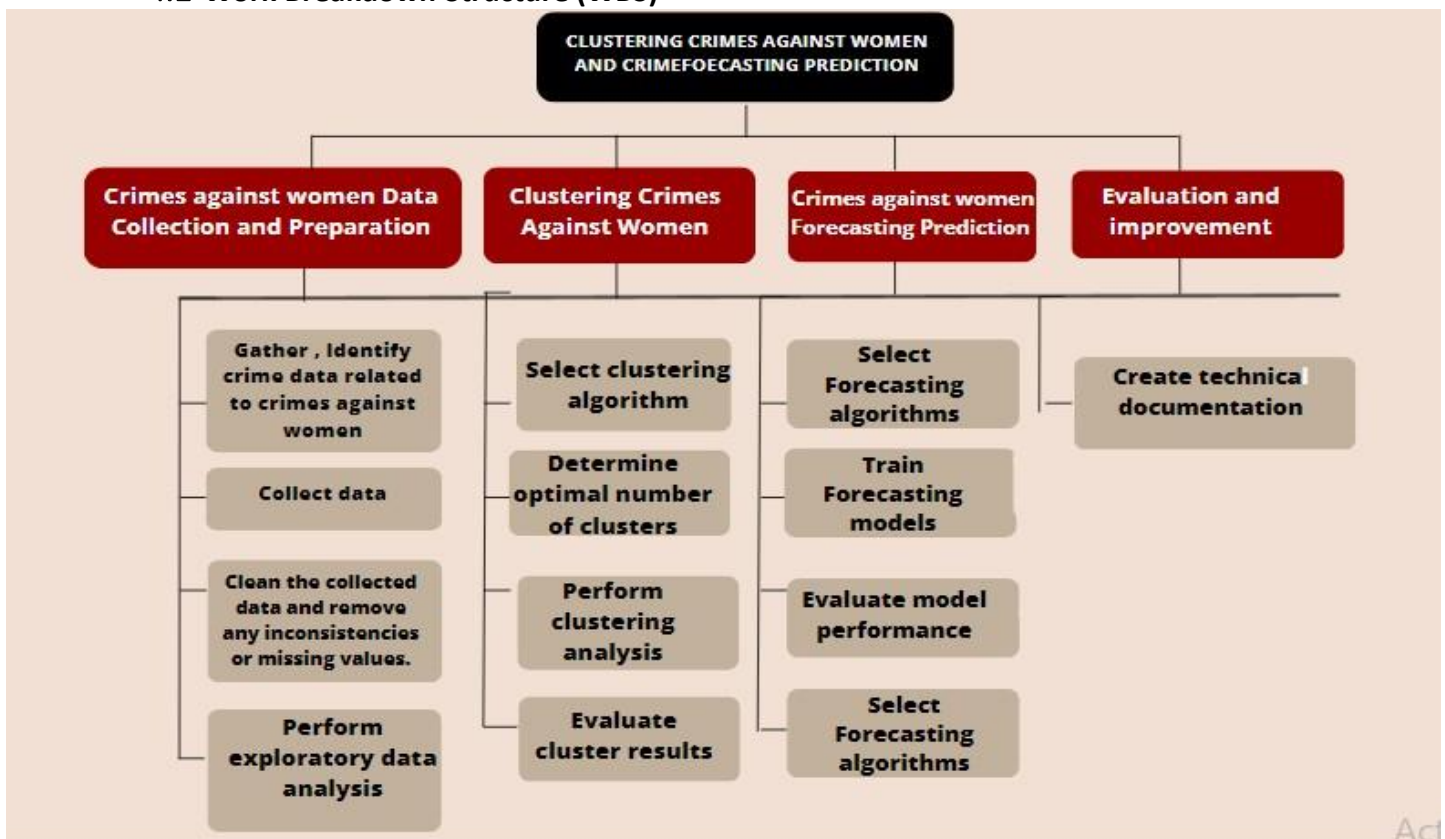 Work Breakdown Structure (WBS)
CLUSTERING CRIMES AGAINST WOMEN
AND CRIMEFOECASTING PREDICTION
Crimes against women Data
Collection and Preparation
Clustering Crimes
Against Women
Crimes against women
Forecasting Prediction
Evaluation and
improvement
Gather , Identify
crime data related
to crimes against
women
Collect data
Clean the collected
data and remove
any inconsistencies
or missing values.
Perform
exploratory data
analysis
Select clustering
algorithm
Determine
optimal number
of clusters
Perform
clustering
analysis
Evaluate
cluster results
Select
Forecasting
algorithms
Train
Forecasting
models
Evaluate model
performance
Select
Forecasting
algorithms
Create technical
documentation